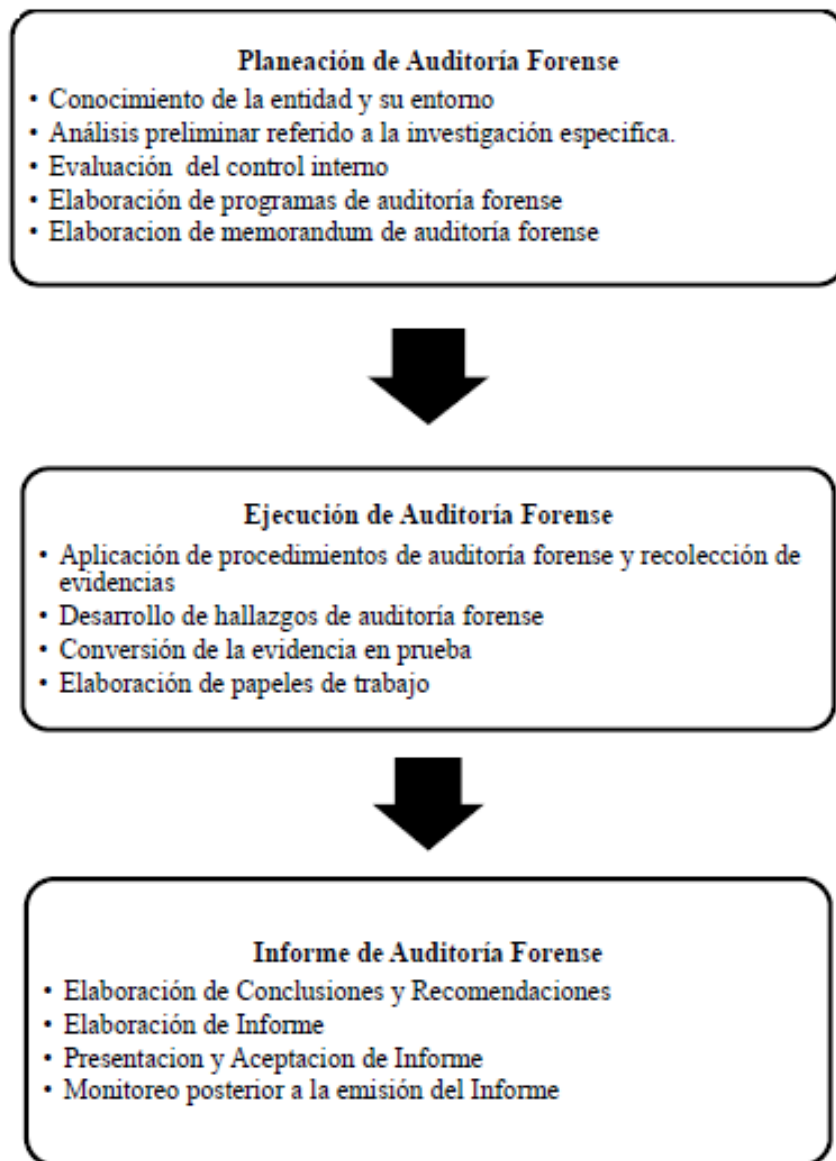 Planeación de Auditoría Forense
• Conocimiento de la entidad y su entorno
• Análisis preliminar referido a la investigación especifica.
• Evaluación del control interno
• Elaboración de programas de auditoría forense
• Elaboracion de memorandum de auditoría forense
Ejecución de Auditoría Forense
• Aplicación de procedimientos de auditoría forense y recolección de
evidencias
• Desarrollo de hallazgos de auditoría forense
• Conversión de la evidencia en prueba
• Elaboración de papeles de trabajo
Informe de Auditoría Forense
• Elaboración de Conclusiones y Recomendaciones
• Elaboración de Informe
• Presentacion y Aceptacion de Informe
• Monitoreo posterior a la emisión del Informe